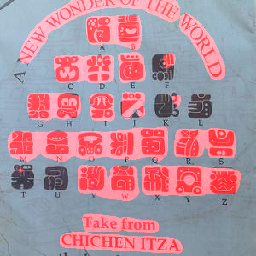 A NEW WONDER OF THE WORLD
A B
C D E F
G H I J K L
M N O P Q R S
T U V W X Y Z
Take from
CHICHEN ITZA